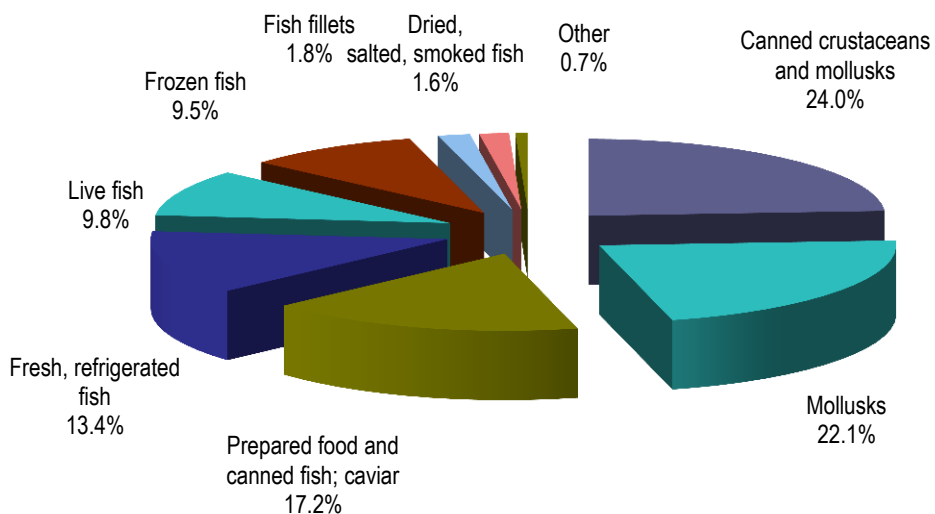 Fish fillets
1.8%
Dried,
salted, smoked fish
1.6%
Other
0.7%
Canned crustaceans
and mollusks
24.0%
Frozen fish
9.5%
Live fish
9.8%
Fresh, refrigerated
fish
13.4%
Prepared food and
canned fish; caviar
17.2%
Mollusks
22.1%